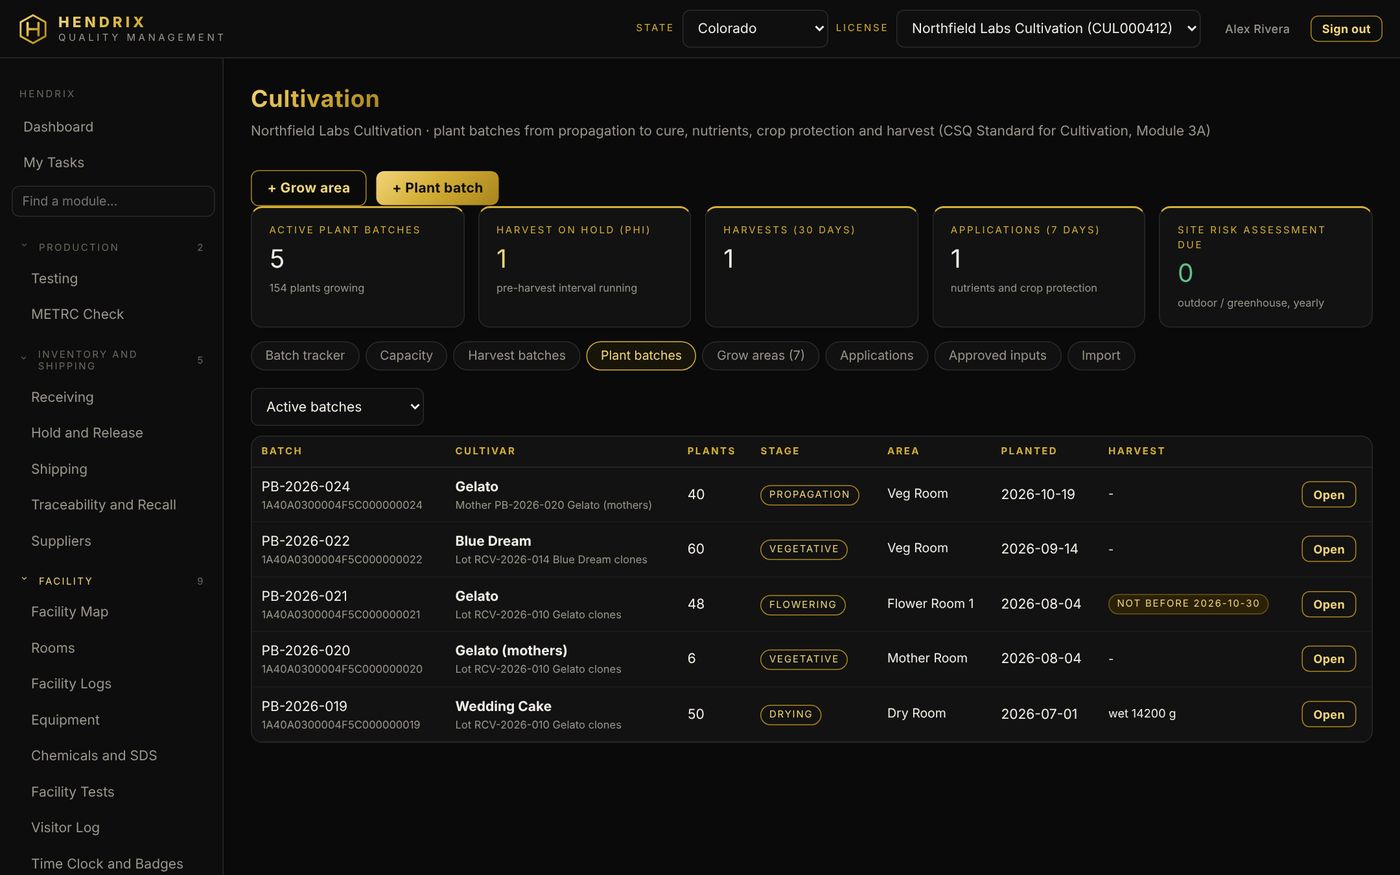 HENDRIX
QUALITY MANAGEMENT
STATE
Colorado
LICENSE
Northfield Labs Cultivation (CUL000412)
Alex Rivera
Sign out
HENDRIX
Dashboard
My Tasks
Find a module...
PRODUCTION 2
Testing
METRC Check
INVENTORY AND
SHIPPING 5
Receiving
Hold and Release
Shipping
Traceability and Recall
Suppliers
FACILITY 9
Facility Map
Rooms
Facility Logs
Equipment
Chemicals and SDS
Facility Tests
Visitor Log
Time Clock and Badges
Cultivation
Northfield Labs Cultivation · plant batches from propagation to cure, nutrients, crop protection and harvest (CSQ Standard for Cultivation, Module 3A)
+ Grow area
+ Plant batch
ACTIVE PLANT BATCHES
5
154 plants growing
HARVEST ON HOLD (PHI)
1
pre-harvest interval running
HARVESTS (30 DAYS)
1
APPLICATIONS (7 DAYS)
1
nutrients and crop protection
SITE RISK ASSESSMENT
DUE
0
outdoor / greenhouse, yearly
Batch tracker
Capacity
Harvest batches
Plant batches
Grow areas (7)
Applications
Approved inputs
Import
Active batches
BATCH CULTIVAR PLANTS STAGE AREA PLANTED HARVEST
PB-2026-024 Gelato 40 PROPAGATION Veg Room 2026-10-19 - Open
1A40A0300004F5C000000024 Mother PB-2026-020 Gelato (mothers)
PB-2026-022 Blue Dream 60 VEGETATIVE Veg Room 2026-09-14 - Open
1A40A0300004F5C000000022 Lot RCV-2026-014 Blue Dream clones
PB-2026-021 Gelato 48 FLOWERING Flower Room 1 2026-08-04 NOT BEFORE 2026-10-30 Open
1A40A0300004F5C000000021 Lot RCV-2026-010 Gelato clones
PB-2026-020 Gelato (mothers) 6 VEGETATIVE Mother Room 2026-08-04 - Open
1A40A0300004F5C000000020 Lot RCV-2026-010 Gelato clones
PB-2026-019 Wedding Cake 50 DRYING Dry Room 2026-07-01 wet 14200 g Open
1A40A0300004F5C000000019 Lot RCV-2026-010 Gelato clones